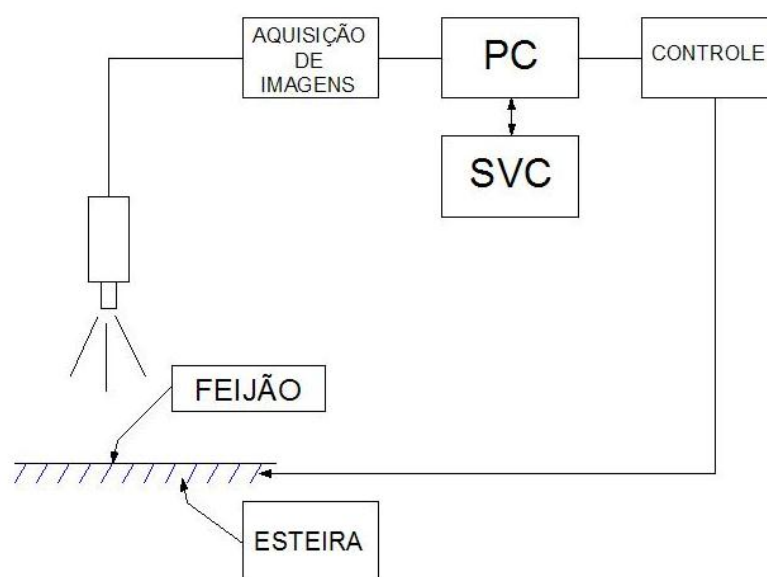 AQUISIÇÃO
DE
IMAGENS
PC
CONTROLE
SVC
FEIJÃO
ESTEIRA